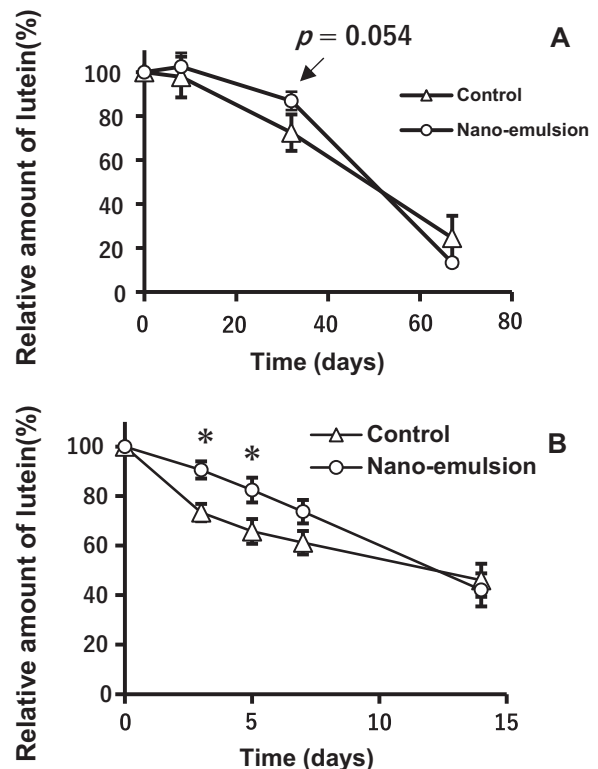 p = 0.054
A
Relative amount of lutein(%)
100
80
60
40
20
0
Control
Nano-emulsion
0 20 40 60 80
Time (days)
B
Relative amount of lutein(%)
100
80
60
40
20
0
* *
Control
Nano-emulsion
0 5 10 15
Time (days)